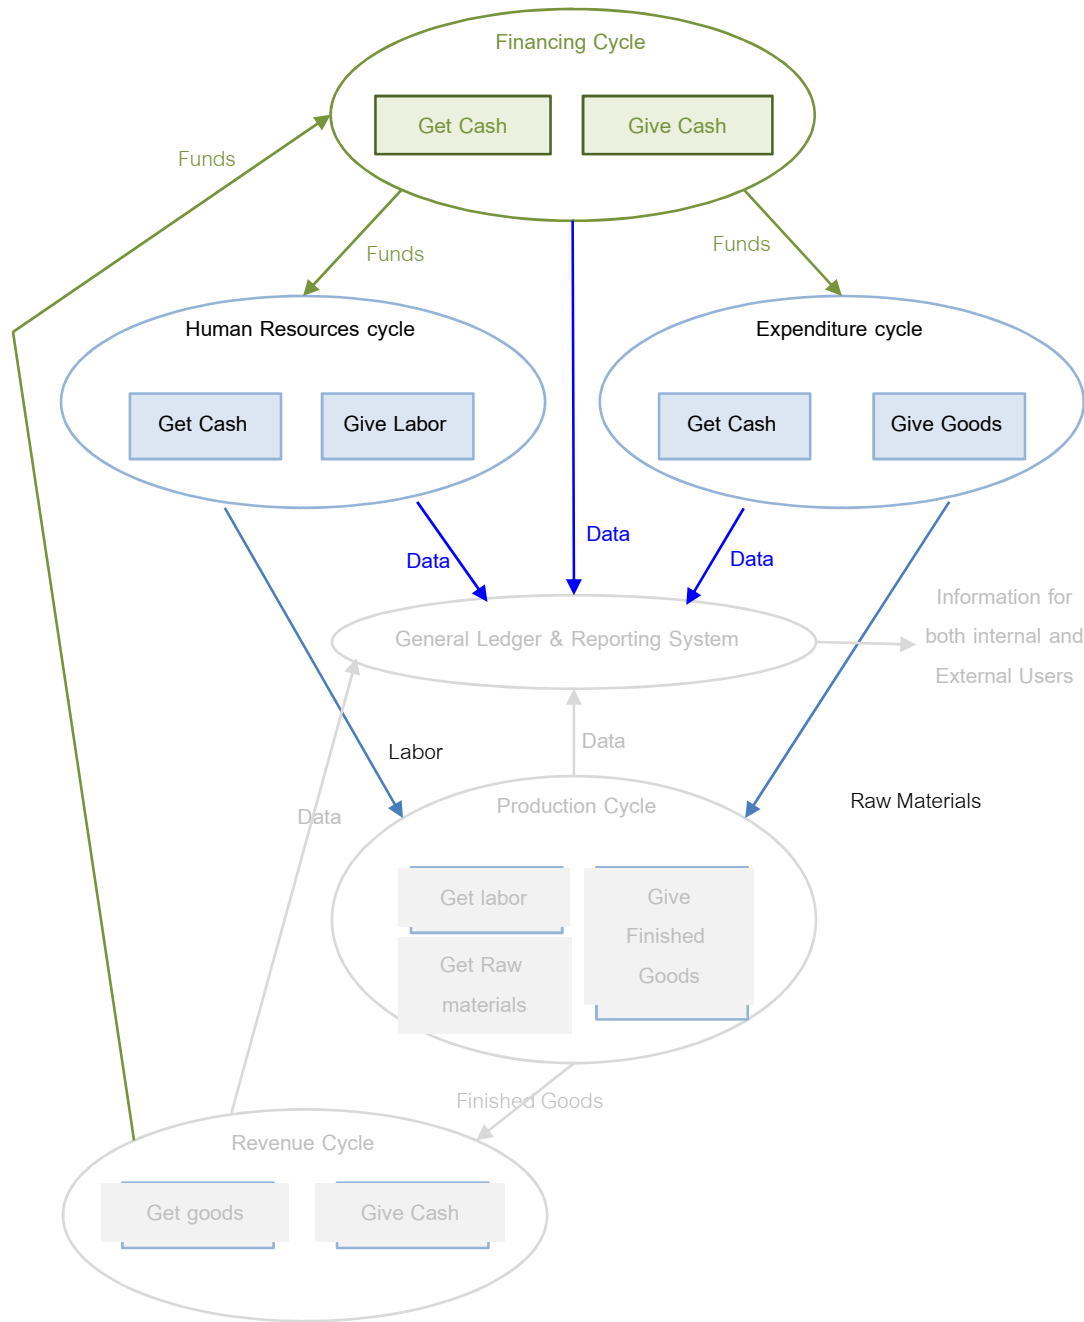 Financing Cycle
Get Cash
Give Cash
Funds
Funds
Funds
Human Resources cycle
Expenditure cycle
Get Cash
Give Labor
Get Cash
Give Goods
Data
Data
Data
Information for
both internal and
External Users
General Ledger & Reporting System
Labor
Data
Raw Materials
Production Cycle
Data
Get labor
Give
Finished
Goods
Get Raw
materials
Finished Goods
Revenue Cycle
Get goods
Give Cash